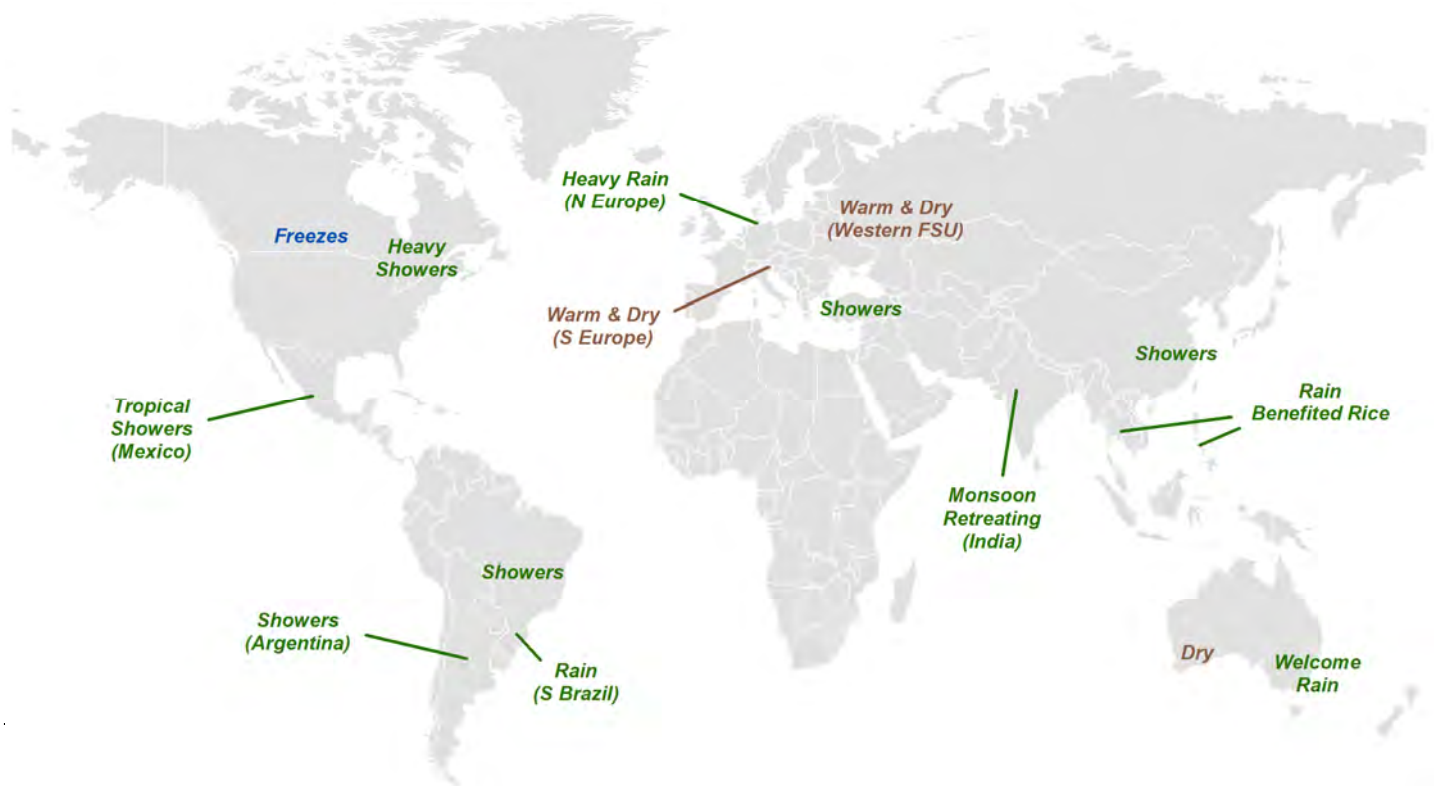 Heavy Rain
(N Europe)
Warm & Dry
(Western FSU)
Freezes
Heavy
Showers
Warm & Dry
(S Europe)
Showers
Showers
Tropical
Showers
(Mexico)
Rain
Benefited Rice
Monsoon
Retreating
(India)
Showers
Showers
(Argentina)
Rain
(S Brazil)
Dry
Welcome
Rain